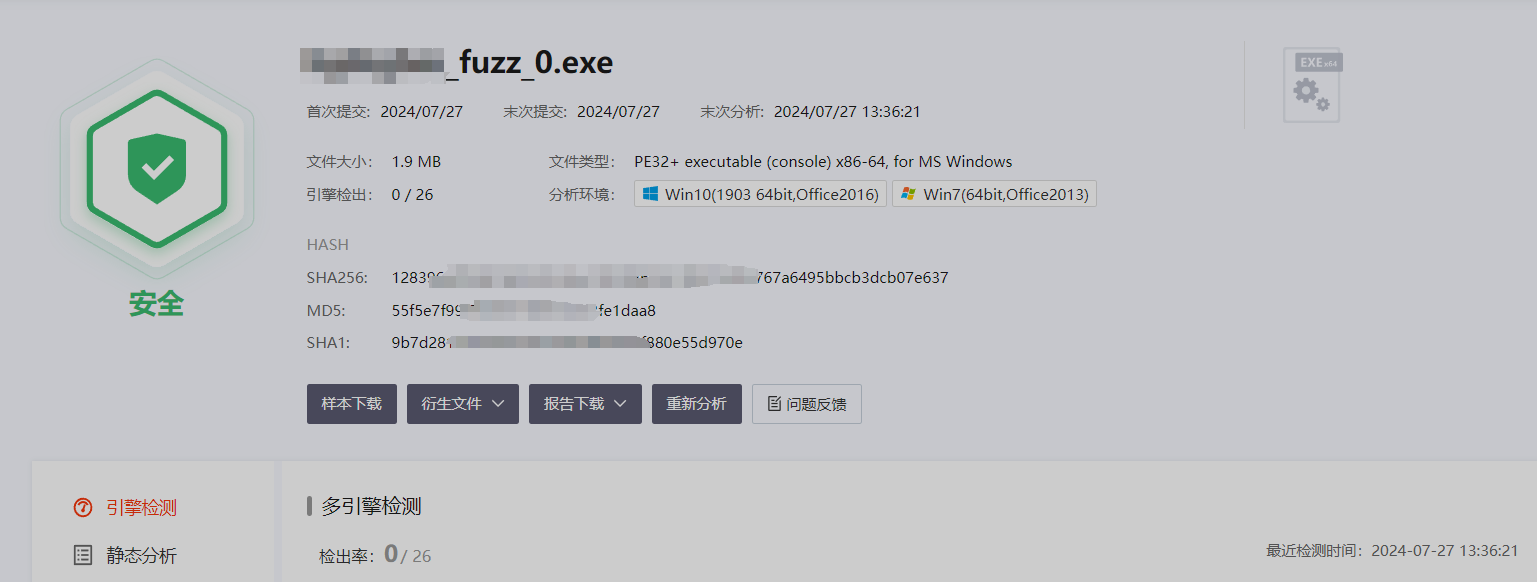 _fuzz_0.exe
EXE x64
首次提交: 2024/07/27 末次提交: 2024/07/27 末次分析: 2024/07/27 13:36:21
文件大小: 1.9 MB 文件类型: PE32+ executable (console) x86-64, for MS Windows
引擎检出: 0 / 26 分析环境: Win10(1903 64bit,Office2016) Win7(64bit,Office2013)
HASH
SHA256: 12839 767a6495bbcb3dcb07e637
安全
MD5: 55f5e7f99 fe1daa8
SHA1: 9b7d281 f880e55d970e
样本下载 衍生文件 报告下载 重新分析 问题反馈
引擎检测 多引擎检测
静态分析 检出率: 0 / 26 最近检测时间: 2024-07-27 13:36:21